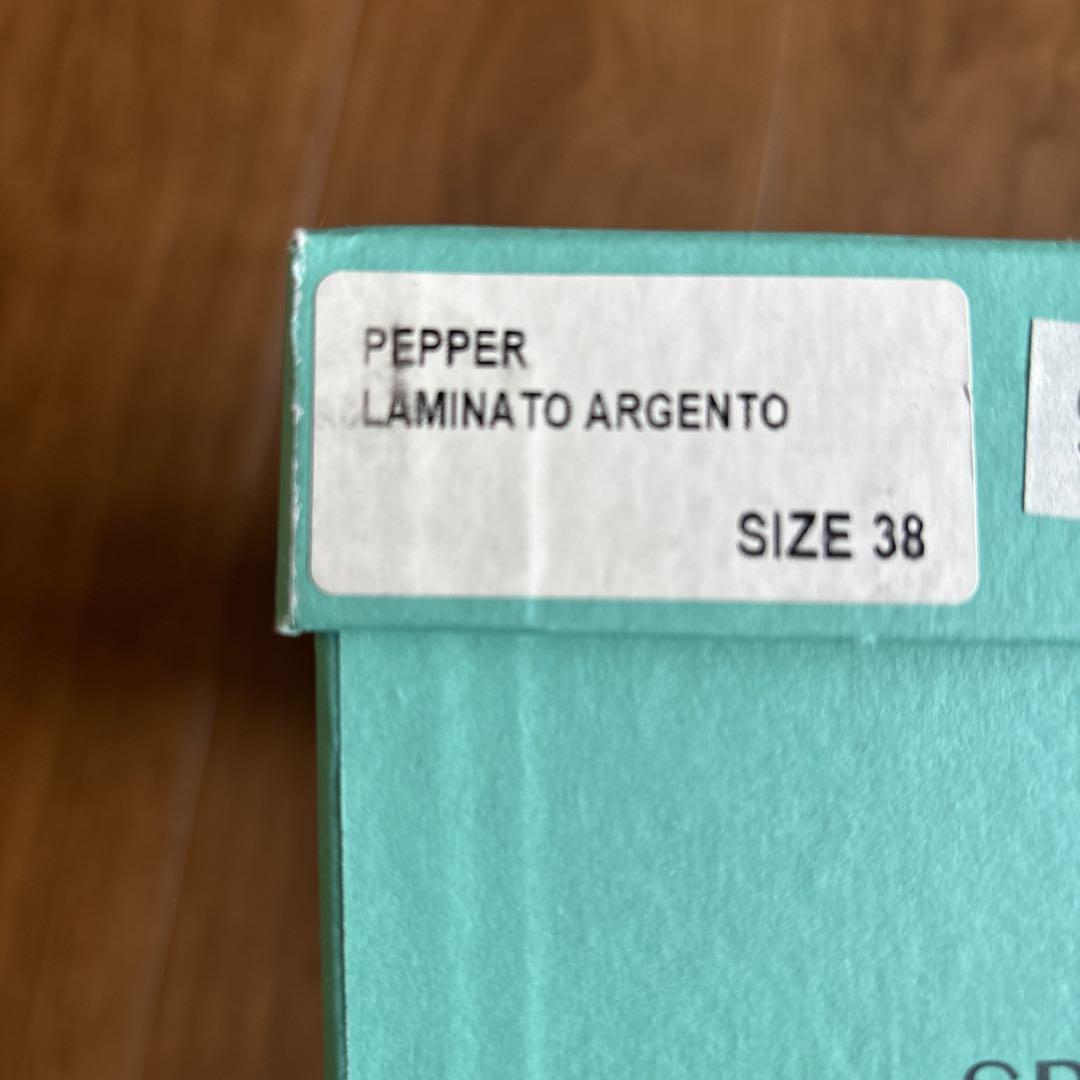 PEPPER
LAMINATO ARGENTO
SIZE 38